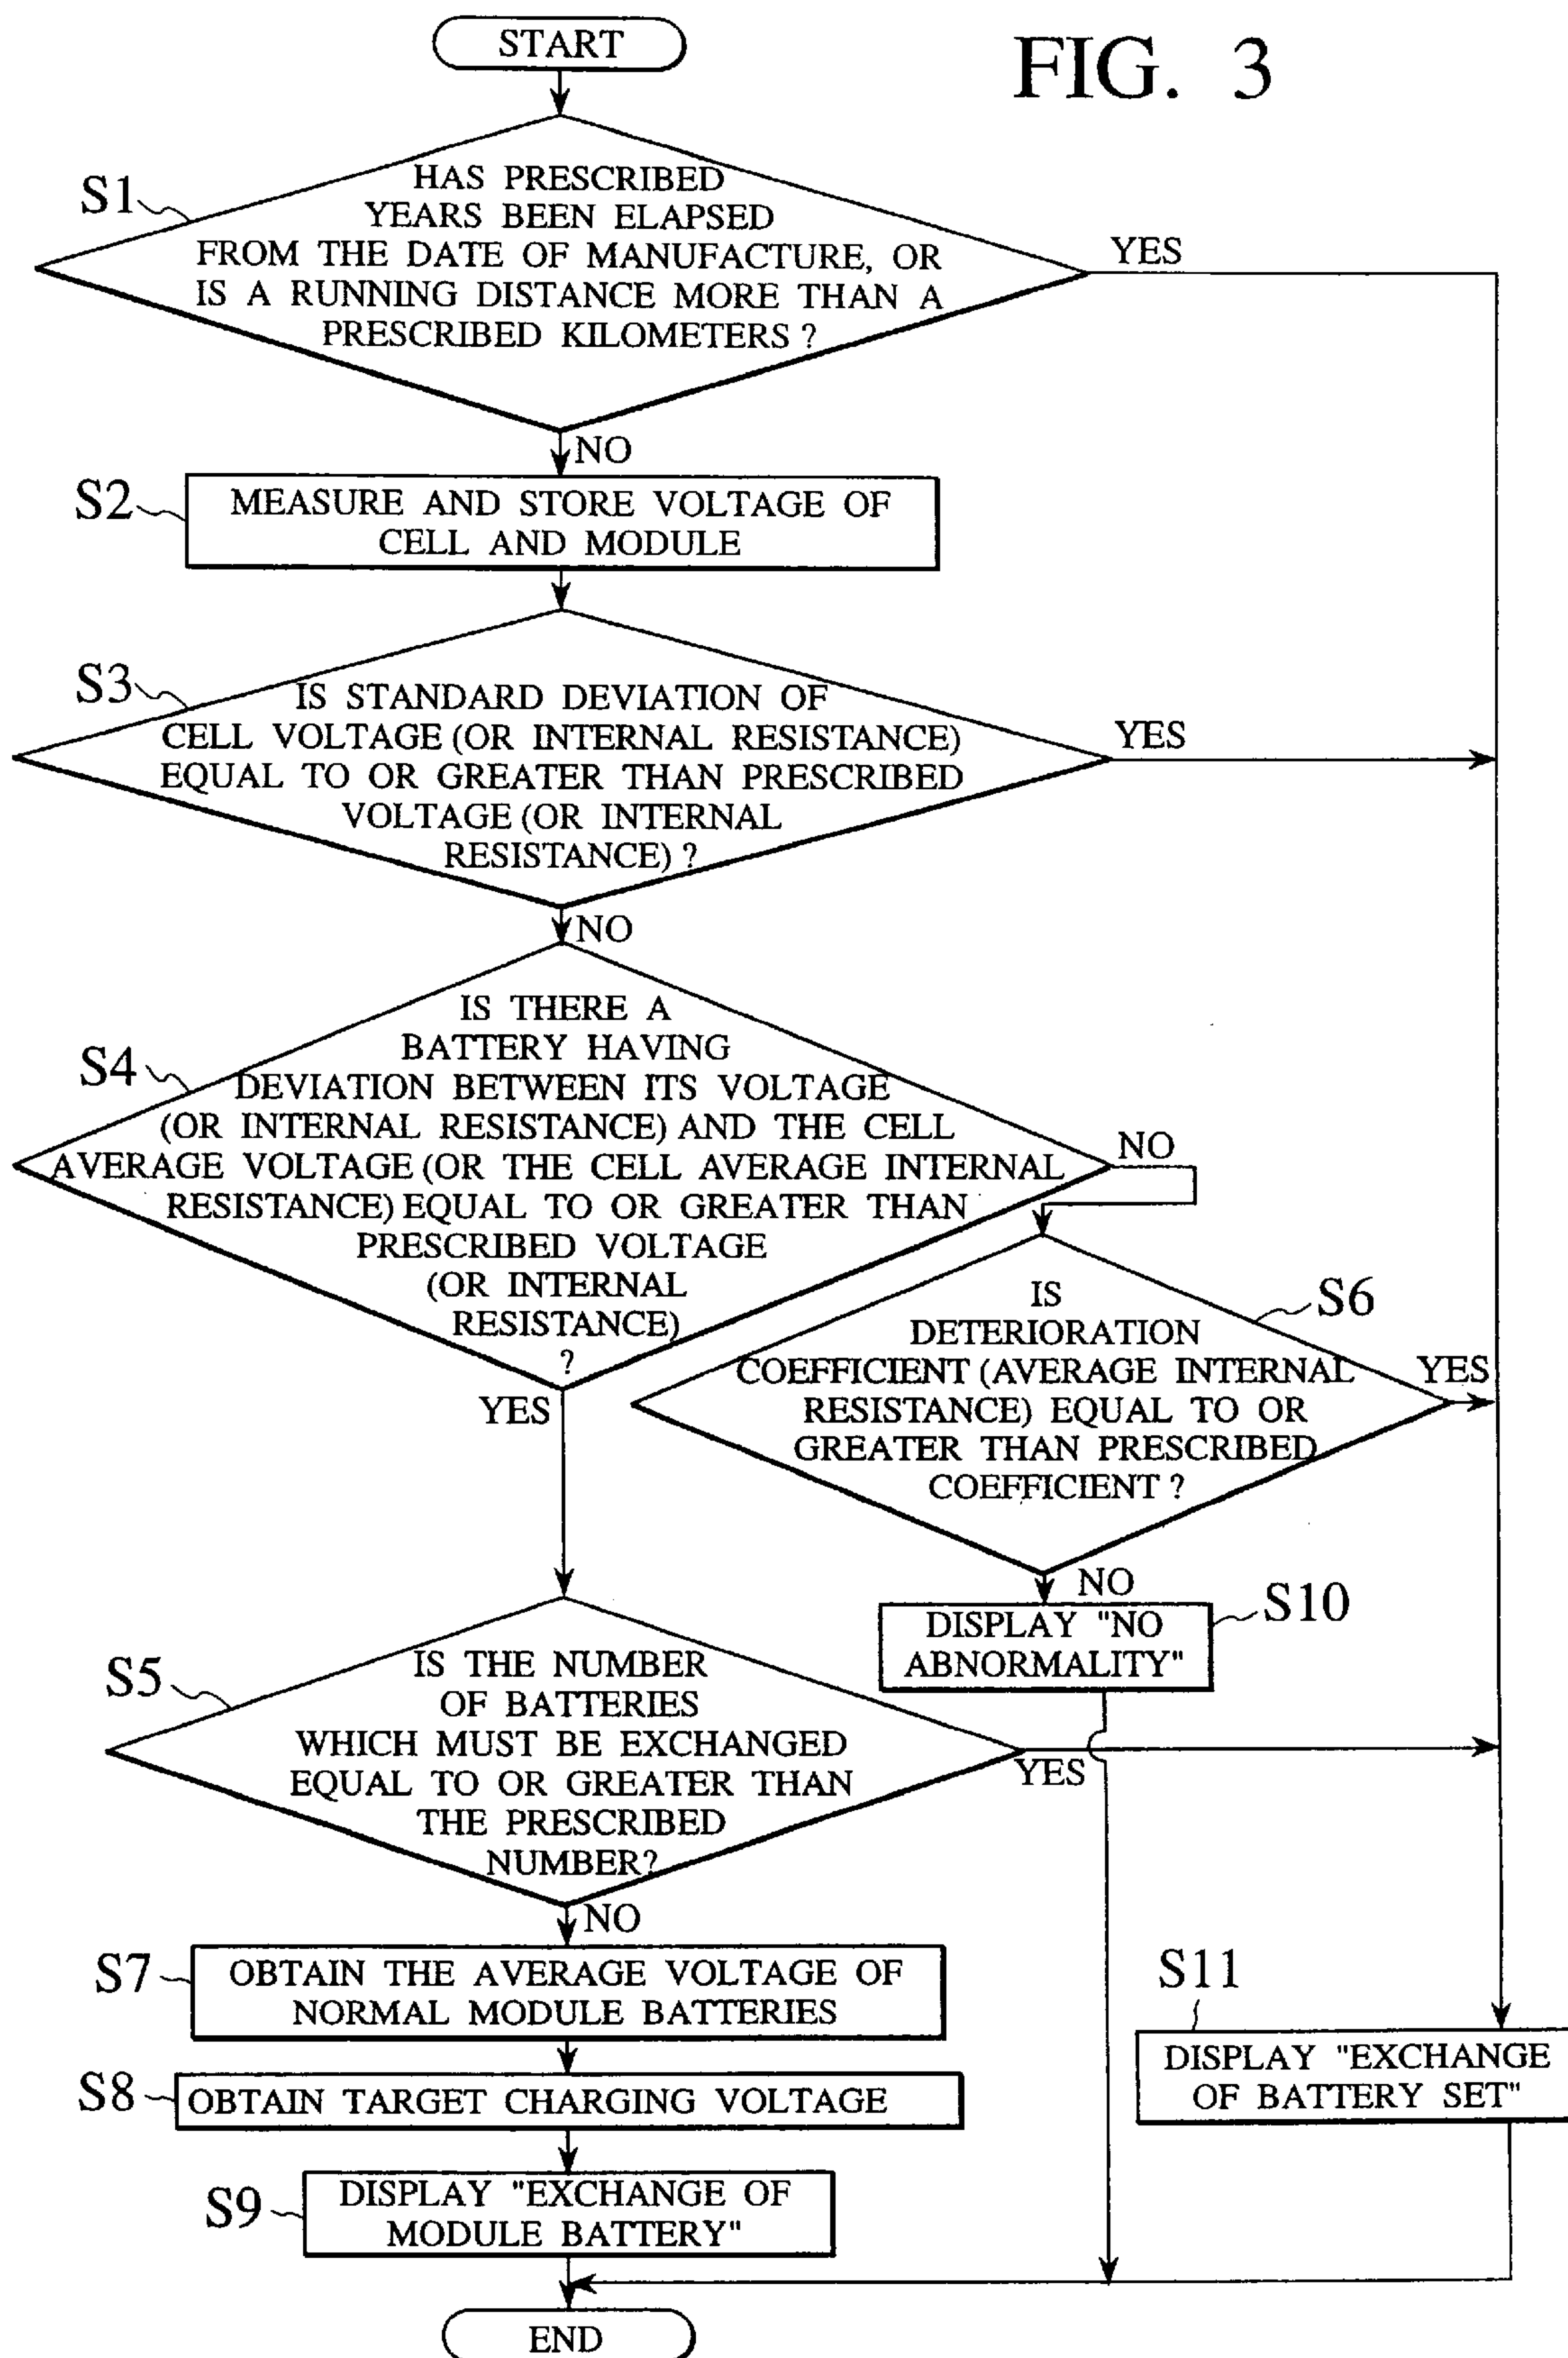 START
FIG. 3
S1
HAS PRESCRIBED
YEARS BEEN ELAPSED
FROM THE DATE OF MANUFACTURE, OR
IS A RUNNING DISTANCE MORE THAN A
PRESCRIBED KILOMETERS ?
YES
NO
S2
MEASURE AND STORE VOLTAGE OF
CELL AND MODULE
S3
IS STANDARD DEVIATION OF
CELL VOLTAGE (OR INTERNAL RESISTANCE)
EQUAL TO OR GREATER THAN PRESCRIBED
VOLTAGE (OR INTERNAL
RESISTANCE) ?
YES
NO
S4
IS THERE A
BATTERY HAVING
DEVIATION BETWEEN ITS VOLTAGE
(OR INTERNAL RESISTANCE) AND THE CELL
AVERAGE VOLTAGE (OR THE CELL AVERAGE INTERNAL
RESISTANCE) EQUAL TO OR GREATER THAN
PRESCRIBED VOLTAGE
(OR INTERNAL
RESISTANCE)
?
NO
YES
S6
IS
DETERIORATION
COEFFICIENT (AVERAGE INTERNAL
RESISTANCE) EQUAL TO OR
GREATER THAN PRESCRIBED
COEFFICIENT ?
YES
NO
S10
DISPLAY "NO
ABNORMALITY"
S5
IS THE NUMBER
OF BATTERIES
WHICH MUST BE EXCHANGED
EQUAL TO OR GREATER THAN
THE PRESCRIBED
NUMBER?
YES
NO
S7
OBTAIN THE AVERAGE VOLTAGE OF
NORMAL MODULE BATTERIES
S8
OBTAIN TARGET CHARGING VOLTAGE
S9
DISPLAY "EXCHANGE OF
MODULE BATTERY"
S11
DISPLAY "EXCHANGE
OF BATTERY SET"
END